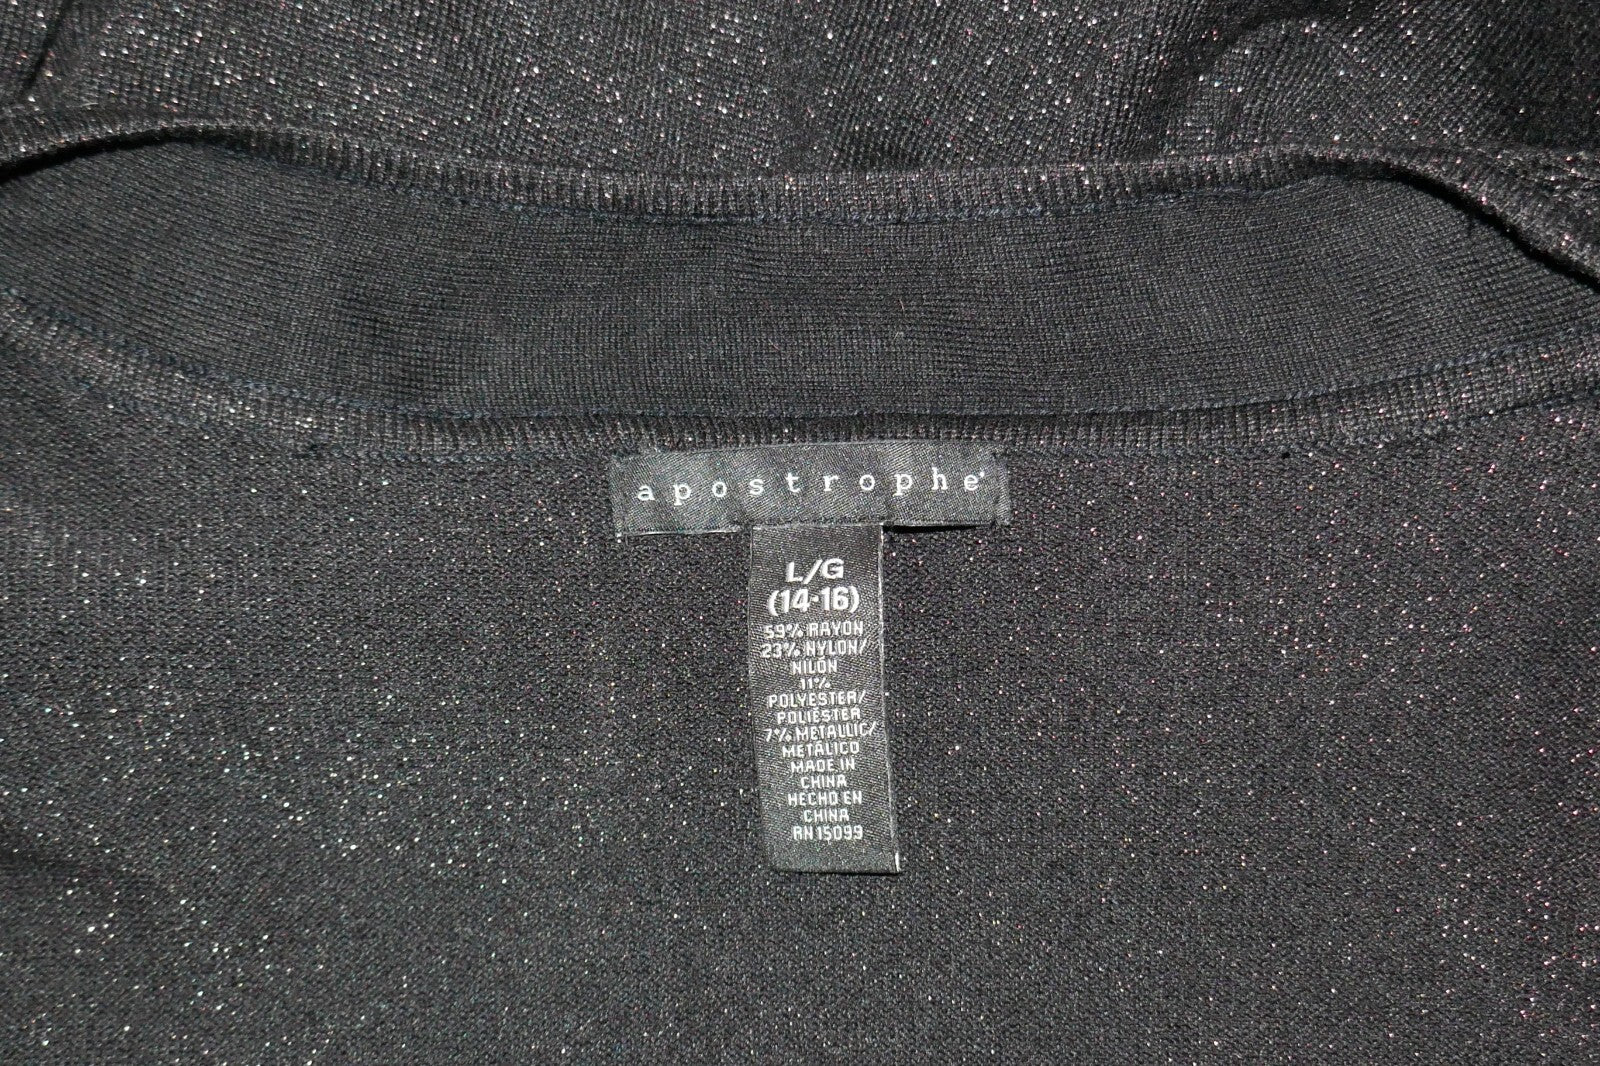 apostrophe
L/G
(14-16)
59% RAYON
23% NYLON/
NILÓN
11%
POLYESTER/
POLIÉSTER
7% METALLIC/
METÁLICO
MADE IN
CHINA
HECHO EN
CHINA
RN 15099